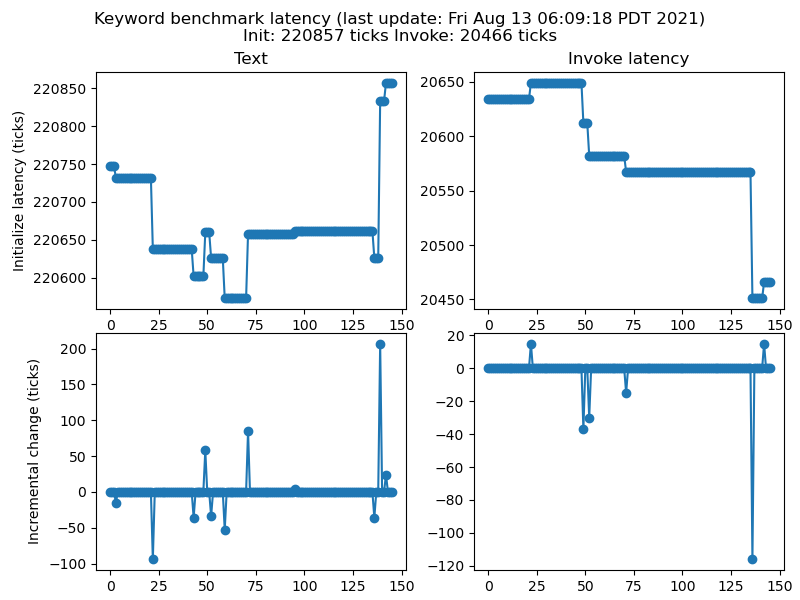 Keyword benchmark latency (last update: Fri Aug 13 06:09:18 PDT 2021)
Init: 220857 ticks Invoke: 20466 ticks
Text
Invoke latency
Initialize latency (ticks)
220850
220800
220750
220700
220650
220600
0 25 50 75 100 125 150
20650
20600
20550
20500
20450
0 25 50 75 100 125 150
Incremental change (ticks)
200
150
100
50
0
−50
−100
0 25 50 75 100 125 150
20
0
−20
−40
−60
−80
−100
−120
0 25 50 75 100 125 150